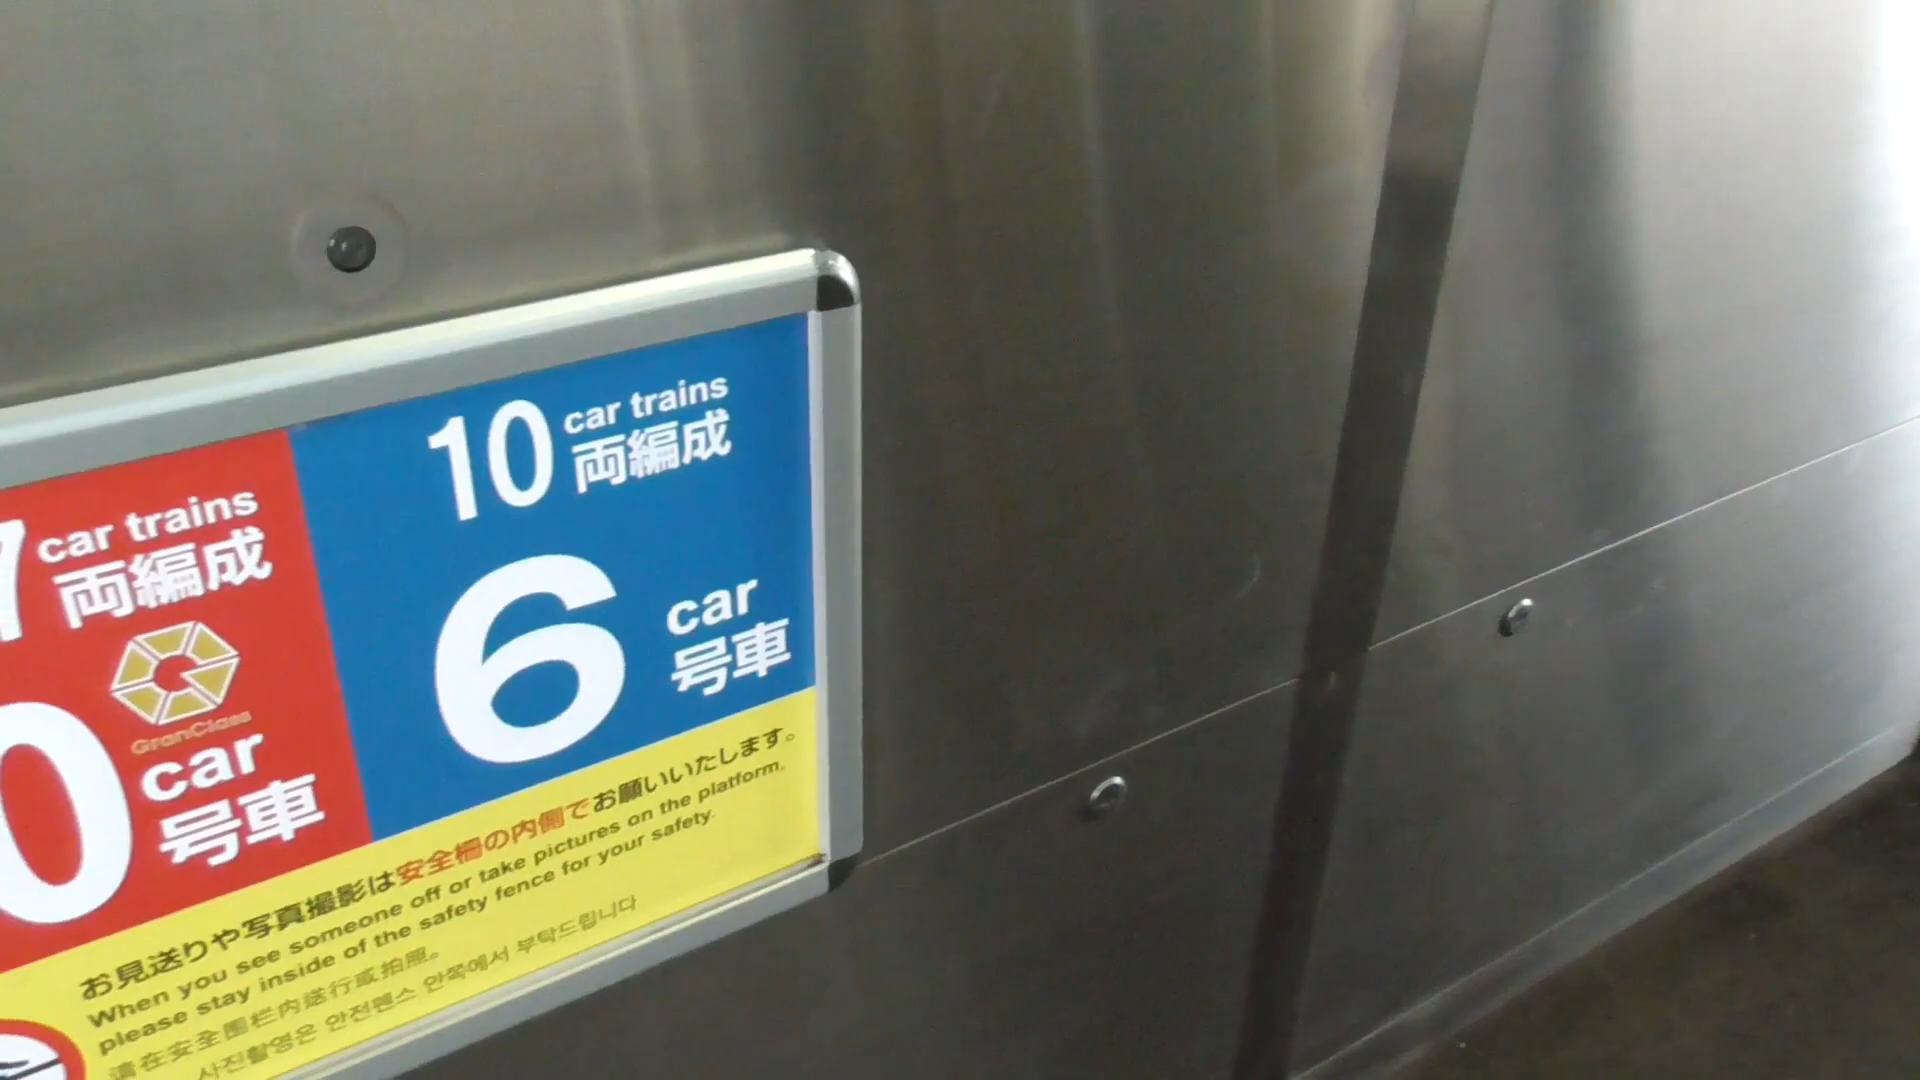 7 car trains
両編成
GranClass
0 car
号車
10 car trains
両編成
6 car
号車
お見送りや写真撮影は安全柵の内側でお願いいたします。
When you see someone off or take pictures on the platform,
please stay inside of the safety fence for your safety.
请在安全围栏内送行或拍照。
사진촬영은 안전펜스 안쪽에서 부탁드립니다